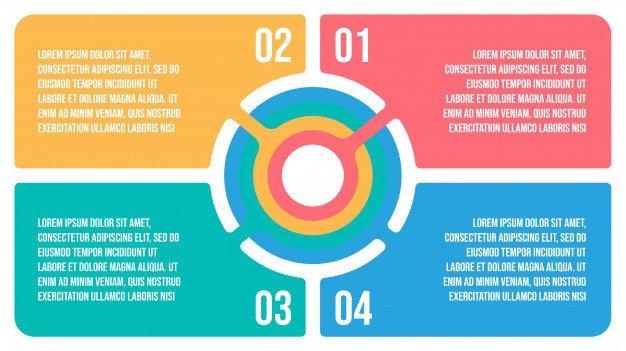 02
LOREM IPSUM DOLOR SIT AMET,
CONSECTETUR ADIPISCING ELIT, SED DO
EIUSMOD TEMPOR INCIDIDUNT UT
LABORE ET DOLORE MAGNA ALIQUA. UT
ENIM AD MINIM VENIAM, QUIS NOSTRUD
EXERCITATION ULLAMCO LABORIS NISI
01
LOREM IPSUM DOLOR SIT AMET,
CONSECTETUR ADIPISCING ELIT, SED DO
EIUSMOD TEMPOR INCIDIDUNT UT
LABORE ET DOLORE MAGNA ALIQUA. UT
ENIM AD MINIM VENIAM, QUIS NOSTRUD
EXERCITATION ULLAMCO LABORIS NISI
LOREM IPSUM DOLOR SIT AMET,
CONSECTETUR ADIPISCING ELIT, SED DO
EIUSMOD TEMPOR INCIDIDUNT UT
LABORE ET DOLORE MAGNA ALIQUA. UT
ENIM AD MINIM VENIAM, QUIS NOSTRUD
EXERCITATION ULLAMCO LABORIS NISI
03
LOREM IPSUM DOLOR SIT AMET,
CONSECTETUR ADIPISCING ELIT, SED DO
EIUSMOD TEMPOR INCIDIDUNT UT
LABORE ET DOLORE MAGNA ALIQUA. UT
ENIM AD MINIM VENIAM, QUIS NOSTRUD
EXERCITATION ULLAMCO LABORIS NISI
04